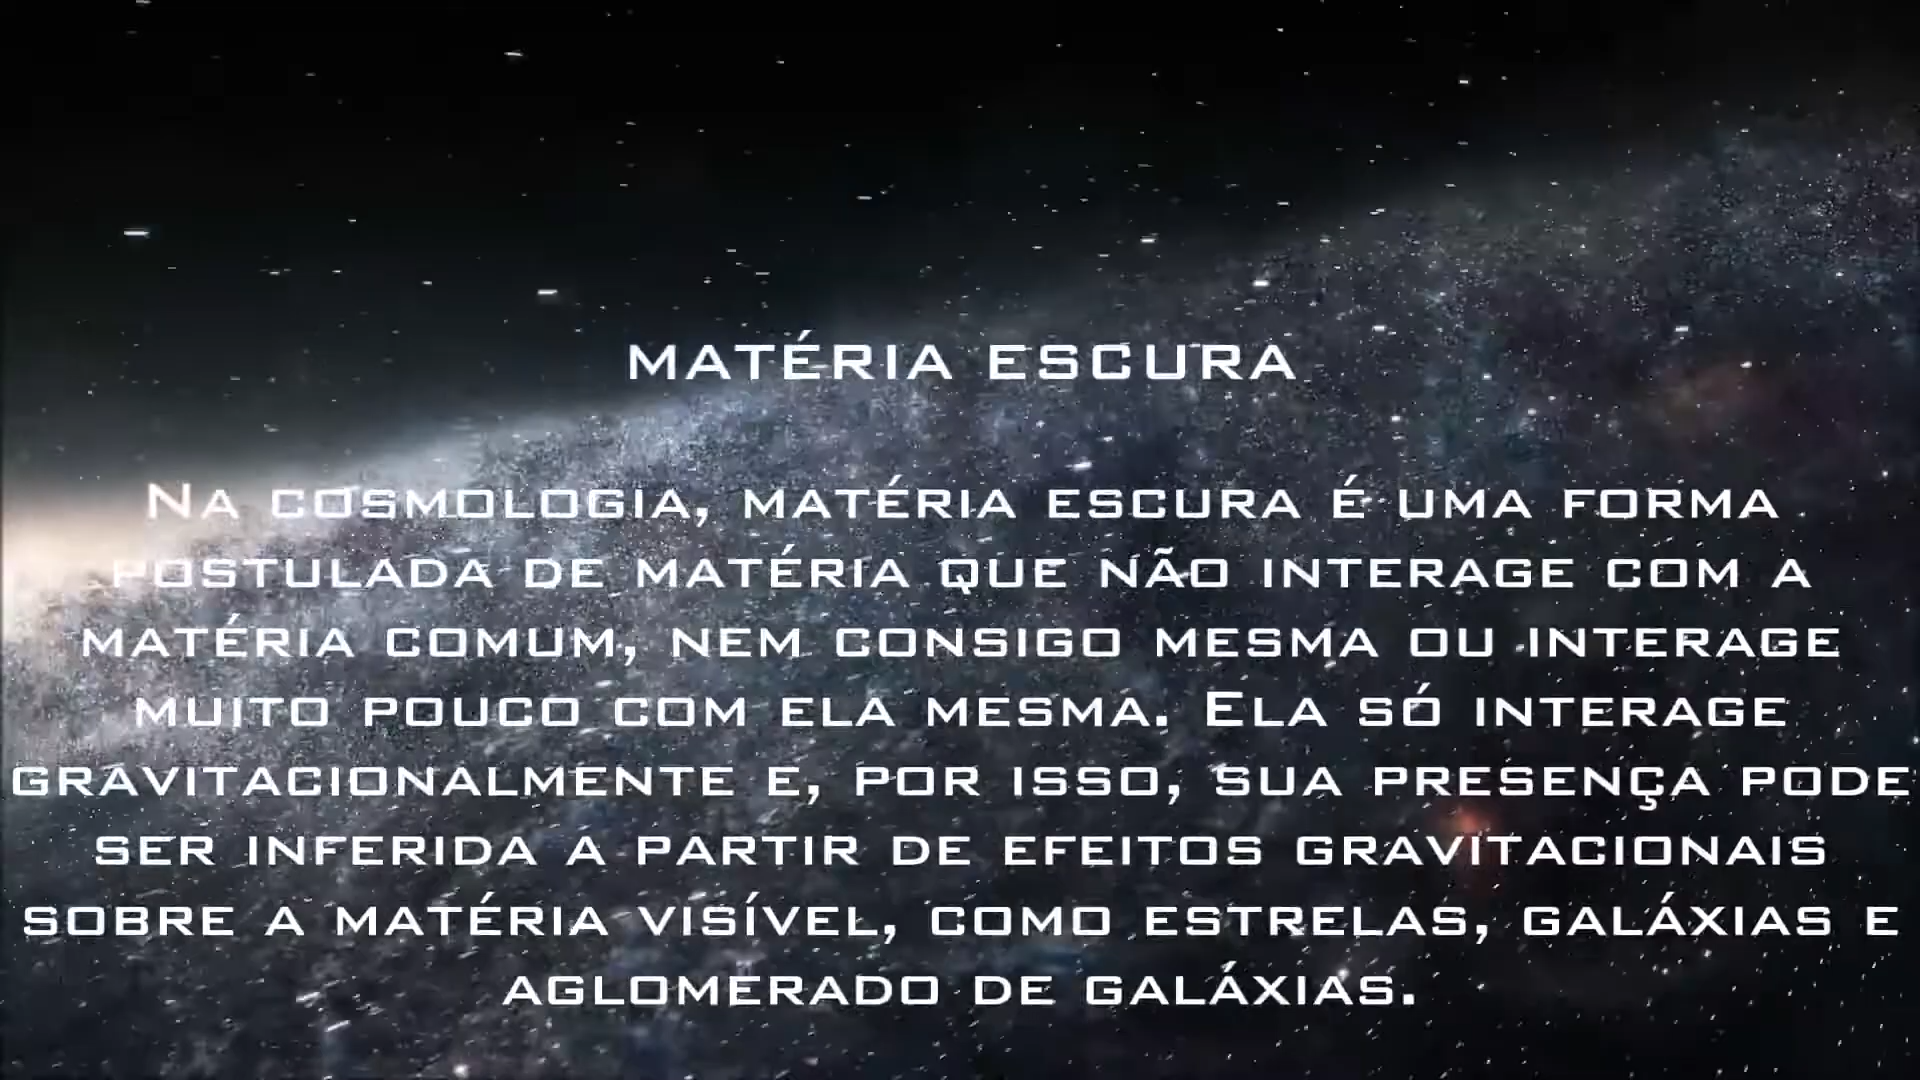 MATÉRIA ESCURA
NA COSMOLOGIA, MATÉRIA ESCURA É UMA FORMA
POSTULADA DE MATÉRIA QUE NÃO INTERAGE COM A
MATÉRIA COMUM, NEM CONSIGO MESMA OU INTERAGE
MUITO POUCO COM ELA MESMA. ELA SÓ INTERAGE
GRAVITACIONALMENTE E, POR ISSO, SUA PRESENÇA PODE
SER INFERIDA A PARTIR DE EFEITOS GRAVITACIONAIS
SOBRE A MATÉRIA VISÍVEL, COMO ESTRELAS, GALÁXIAS E
AGLOMERADO DE GALÁXIAS.